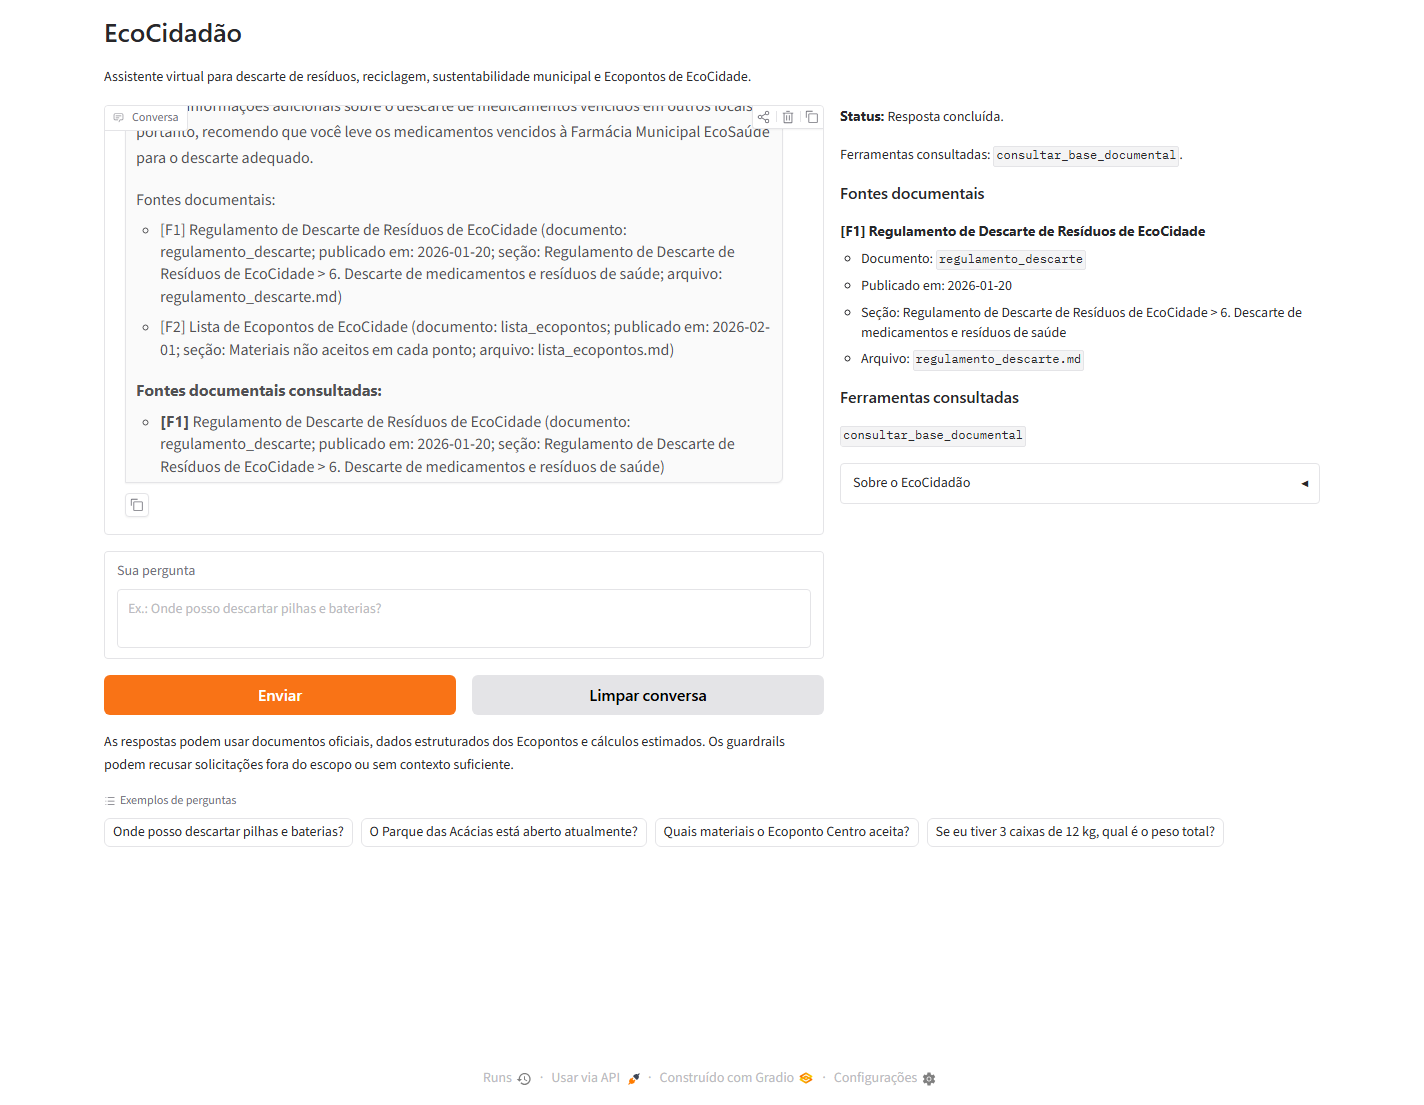 EcoCidadão
Assistente virtual para descarte de resíduos, reciclagem, sustentabilidade municipal e Ecopontos de EcoCidade.
Conversa
informações adicionais sobre o descarte de medicamentos vencidos em outros locais
portanto, recomendo que você leve os medicamentos vencidos à Farmácia Municipal EcoSaúde
para o descarte adequado.
Fontes documentais:
[F1] Regulamento de Descarte de Resíduos de EcoCidade (documento:
regulamento_descarte; publicado em: 2026-01-20; seção: Regulamento de Descarte de
Resíduos de EcoCidade > 6. Descarte de medicamentos e resíduos de saúde; arquivo:
regulamento_descarte.md)
[F2] Lista de Ecopontos de EcoCidade (documento: lista_ecopontos; publicado em: 2026-02-
01; seção: Materiais não aceitos em cada ponto; arquivo: lista_ecopontos.md)
Fontes documentais consultadas:
[F1] Regulamento de Descarte de Resíduos de EcoCidade (documento:
regulamento_descarte; publicado em: 2026-01-20; seção: Regulamento de Descarte de
Resíduos de EcoCidade > 6. Descarte de medicamentos e resíduos de saúde)
Sua pergunta
Ex.: Onde posso descartar pilhas e baterias?
Enviar
Limpar conversa
As respostas podem usar documentos oficiais, dados estruturados dos Ecopontos e cálculos estimados. Os guardrails
podem recusar solicitações fora do escopo ou sem contexto suficiente.
Exemplos de perguntas
Onde posso descartar pilhas e baterias?
O Parque das Acácias está aberto atualmente?
Quais materiais o Ecoponto Centro aceita?
Se eu tiver 3 caixas de 12 kg, qual é o peso total?
Status: Resposta concluída.
Ferramentas consultadas: consultar_base_documental.
Fontes documentais
[F1] Regulamento de Descarte de Resíduos de EcoCidade
Documento: regulamento_descarte
Publicado em: 2026-01-20
Seção: Regulamento de Descarte de Resíduos de EcoCidade > 6. Descarte de
medicamentos e resíduos de saúde
Arquivo: regulamento_descarte.md
Ferramentas consultadas
consultar_base_documental
Sobre o EcoCidadão
Runs · Usar via API · Construído com Gradio · Configurações